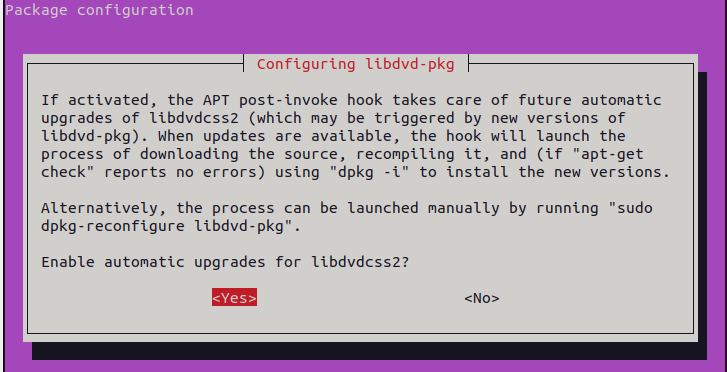 Package configuration
Configuring libdvd-pkg
If activated, the APT post-invoke hook takes care of future automatic
upgrades of libdvdcss2 (which may be triggered by new versions of
libdvd-pkg). When updates are available, the hook will launch the
process of downloading the source, recompiling it, and (if "apt-get
check" reports no errors) using "dpkg -i" to install the new versions.
Alternatively, the process can be launched manually by running "sudo
dpkg-reconfigure libdvd-pkg".
Enable automatic upgrades for libdvdcss2?
<Yes> <No>